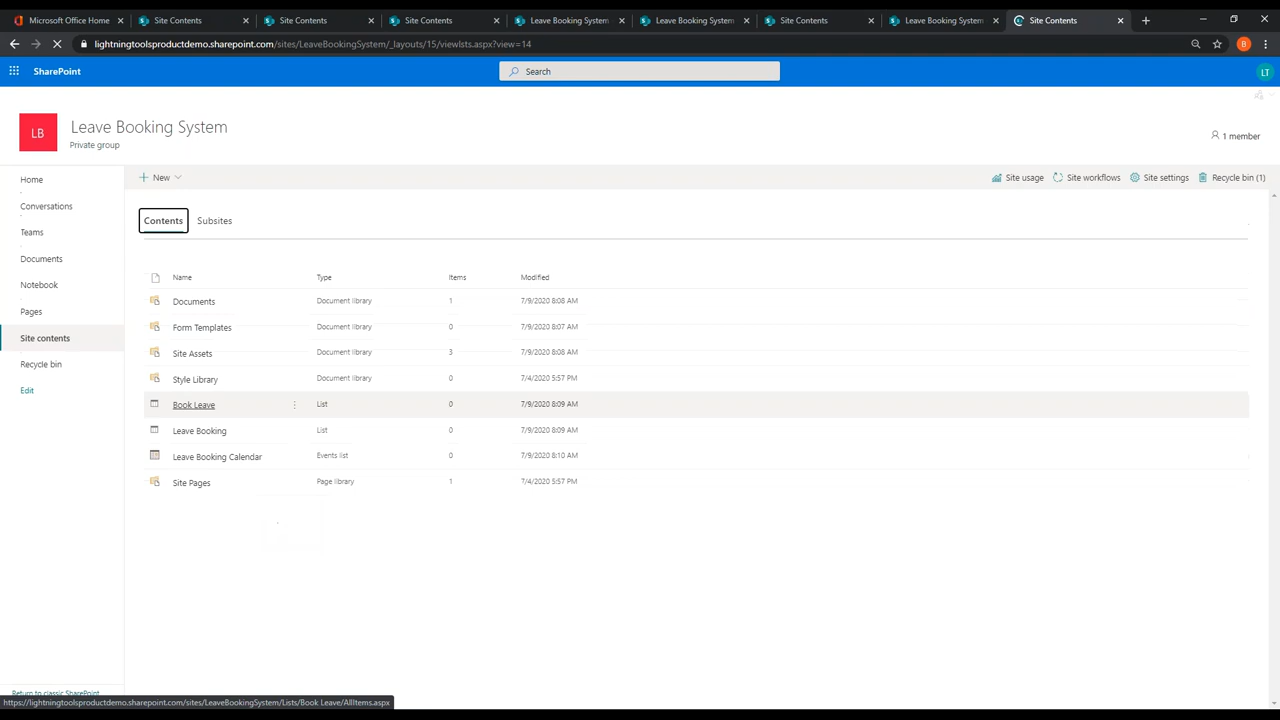 Microsoft Office Home
Site Contents
Site Contents
Site Contents
Leave Booking System
Leave Booking System
Site Contents
Leave Booking System
Site Contents
lightningtoolsproductdemo.sharepoint.com/sites/LeaveBookingSystem/_layouts/15/viewlsts.aspx?view=14
B
SharePoint
Search
LT
LB
Leave Booking System
Private group
1 member
New
Site usage
Site workflows
Site settings
Recycle bin (1)
Home
Conversations
Teams
Documents
Notebook
Pages
Site contents
Recycle bin
Edit
Contents
Subsites
Name Type Items Modified
Documents Document library 1 7/9/2020 8:08 AM
Form Templates Document library 0 7/9/2020 8:07 AM
Site Assets Document library 3 7/9/2020 8:08 AM
Style Library Document library 0 7/4/2020 5:57 PM
Book Leave List 0 7/9/2020 8:09 AM
Leave Booking List 0 7/9/2020 8:09 AM
Leave Booking Calendar Events list 0 7/9/2020 8:10 AM
Site Pages Page library 1 7/4/2020 5:57 PM
Return to classic SharePoint
https://lightningtoolsproductdemo.sharepoint.com/sites/LeaveBookingSystem/Lists/Book Leave/AllItems.aspx